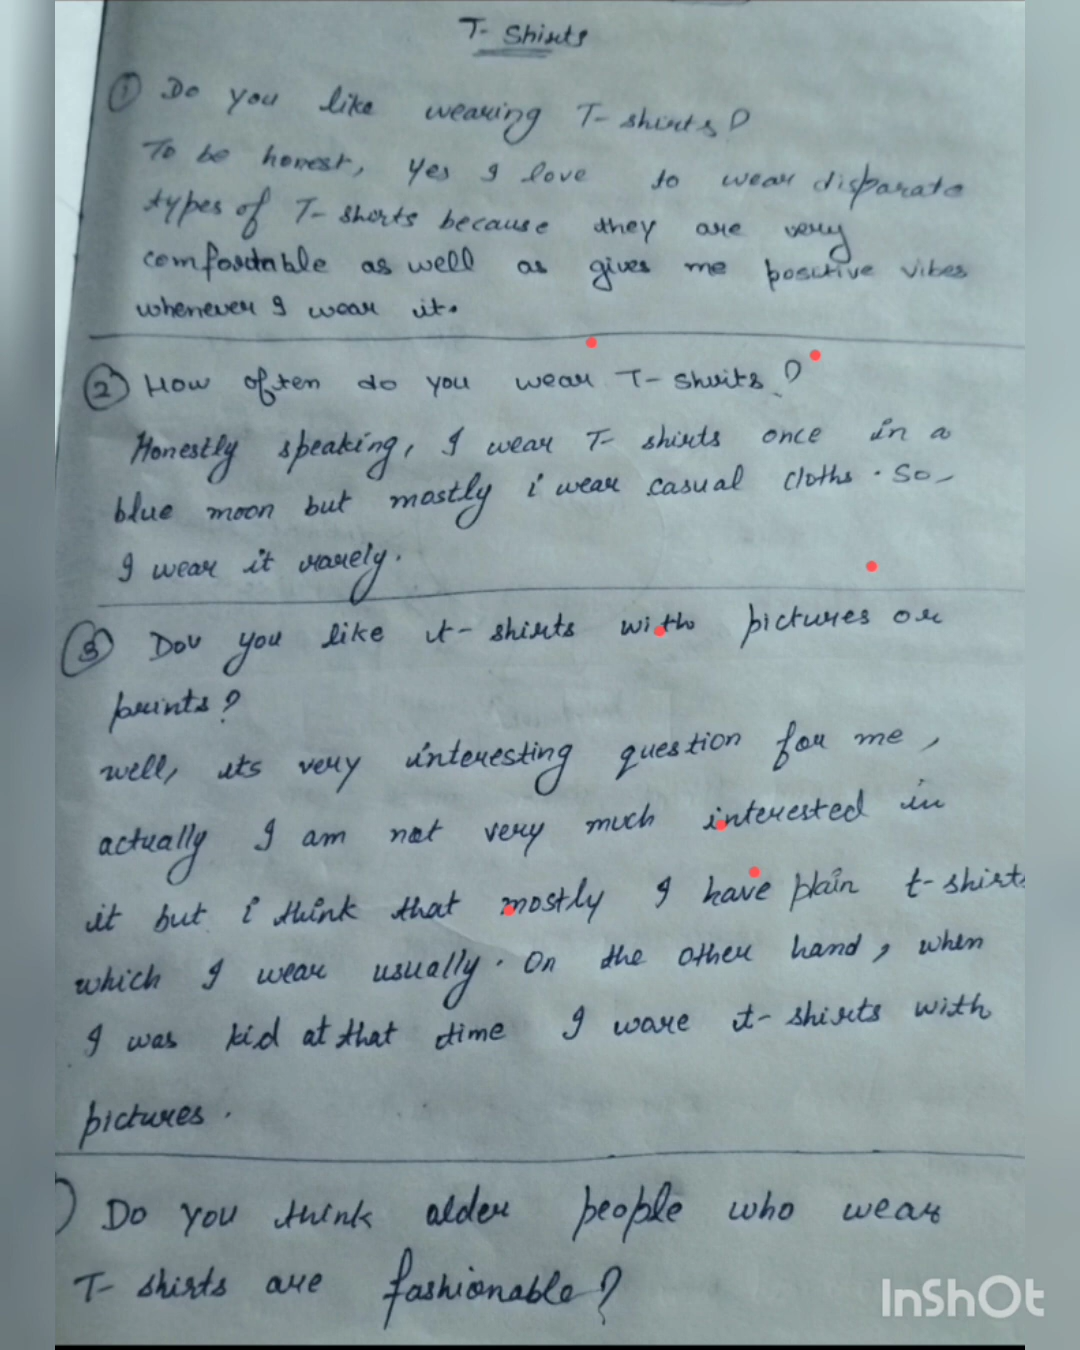 T- Shirts
① Do you like wearing T- shirts?
To be honest, yes I love to wear disparate
types of T- shirts because they are very
comfortable as well as gives me positive vibes
whenever I wear it.
② How often do you wear T- shirts?
Honestly speaking, I wear T- shirts once in a
blue moon but mostly i wear casual cloths. So-
I wear it rarely.
③ Dou you like t- shirts with pictures or
prints?
well, its very interesting question for me,
actually I am not very much interested in
it but i think that mostly I have plain t-shirts
which I wear usually. On the other hand, when
I was kid at that time I ware t- shirts with
pictures.
) Do you think older people who wear
T- shirts are fashionable?
InShOt